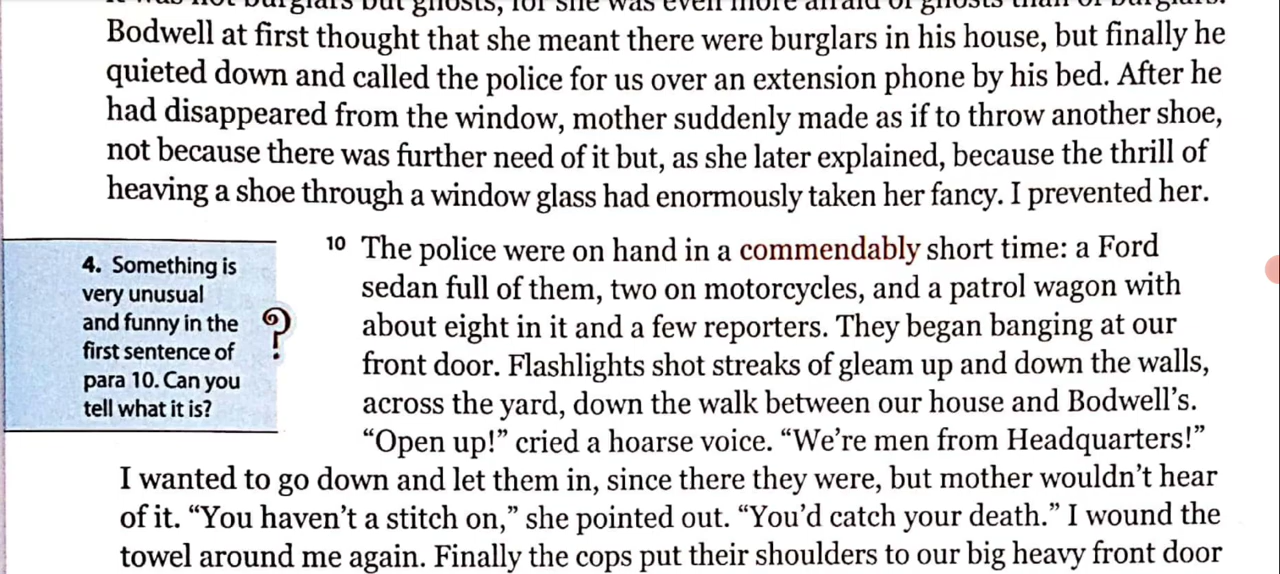 Bodwell at first thought that she meant there were burglars in his house, but finally he
quieted down and called the police for us over an extension phone by his bed. After he
had disappeared from the window, mother suddenly made as if to throw another shoe,
not because there was further need of it but, as she later explained, because the thrill of
heaving a shoe through a window glass had enormously taken her fancy. I prevented her.
4. Something is
very unusual
and funny in the
first sentence of
para 10. Can you
tell what it is?
?
10 The police were on hand in a commendably short time: a Ford
sedan full of them, two on motorcycles, and a patrol wagon with
about eight in it and a few reporters. They began banging at our
front door. Flashlights shot streaks of gleam up and down the walls,
across the yard, down the walk between our house and Bodwell’s.
“Open up!” cried a hoarse voice. “We’re men from Headquarters!”
I wanted to go down and let them in, since there they were, but mother wouldn’t hear
of it. “You haven’t a stitch on,” she pointed out. “You’d catch your death.” I wound the
towel around me again. Finally the cops put their shoulders to our big heavy front door